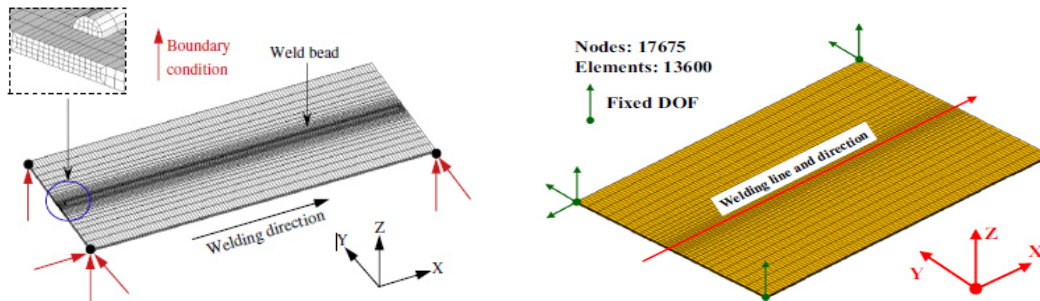 Boundary
condition
Weld bead
Welding direction
Z
Y
X
Nodes: 17675
Elements: 13600
Fixed DOF
Welding line and direction
Z
X
Y